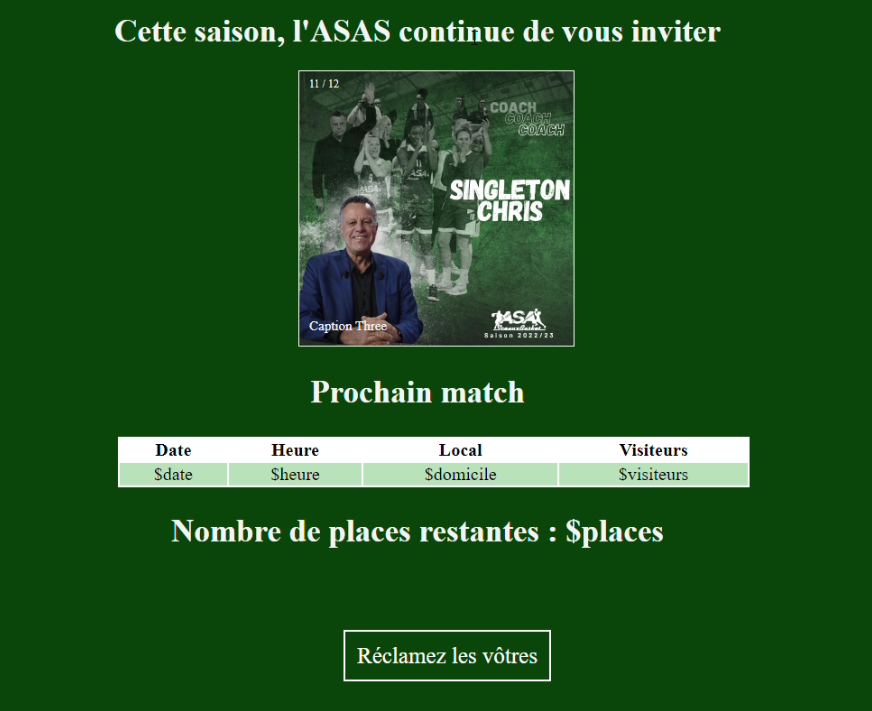 Cette saison, l'ASAS continue de vous inviter
11 / 12
COACH
COACH
COACH
SINGLETON
CHRIS
Caption Three
ASA
Saison 2022/23
Prochain match
Date Heure Local Visiteurs
$date $heure $domicile $visiteurs
Nombre de places restantes : $places
Réclamez les vôtres